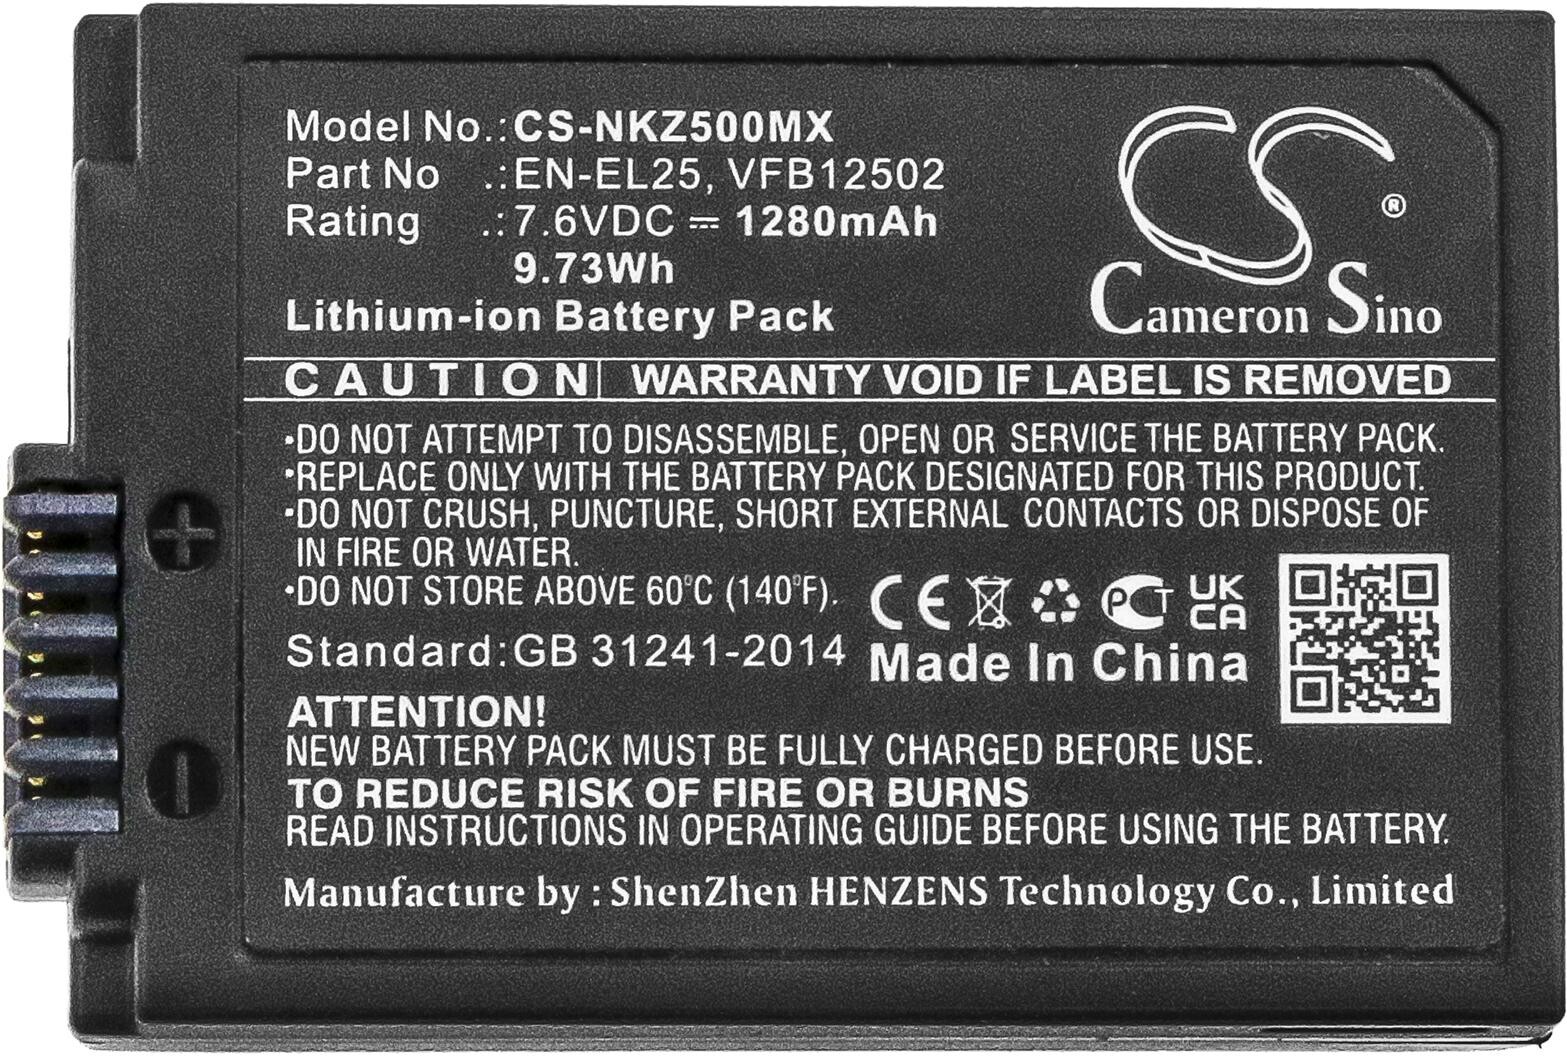 Model No.:CS-NKZ500MX
Part No .:EN-EL25, VFB12502
Rating .:7.6VDC ⎓ 1280mAh
9.73Wh
Lithium-ion Battery Pack
®
Cameron Sino
CAUTION WARRANTY VOID IF LABEL IS REMOVED
•DO NOT ATTEMPT TO DISASSEMBLE, OPEN OR SERVICE THE BATTERY PACK.
•REPLACE ONLY WITH THE BATTERY PACK DESIGNATED FOR THIS PRODUCT.
•DO NOT CRUSH, PUNCTURE, SHORT EXTERNAL CONTACTS OR DISPOSE OF
IN FIRE OR WATER.
•DO NOT STORE ABOVE 60°C (140°F).
CE PCT UK
CA
Standard:GB 31241-2014
Made In China
ATTENTION!
NEW BATTERY PACK MUST BE FULLY CHARGED BEFORE USE.
TO REDUCE RISK OF FIRE OR BURNS
READ INSTRUCTIONS IN OPERATING GUIDE BEFORE USING THE BATTERY.
Manufacture by : ShenZhen HENZENS Technology Co., Limited
+
-